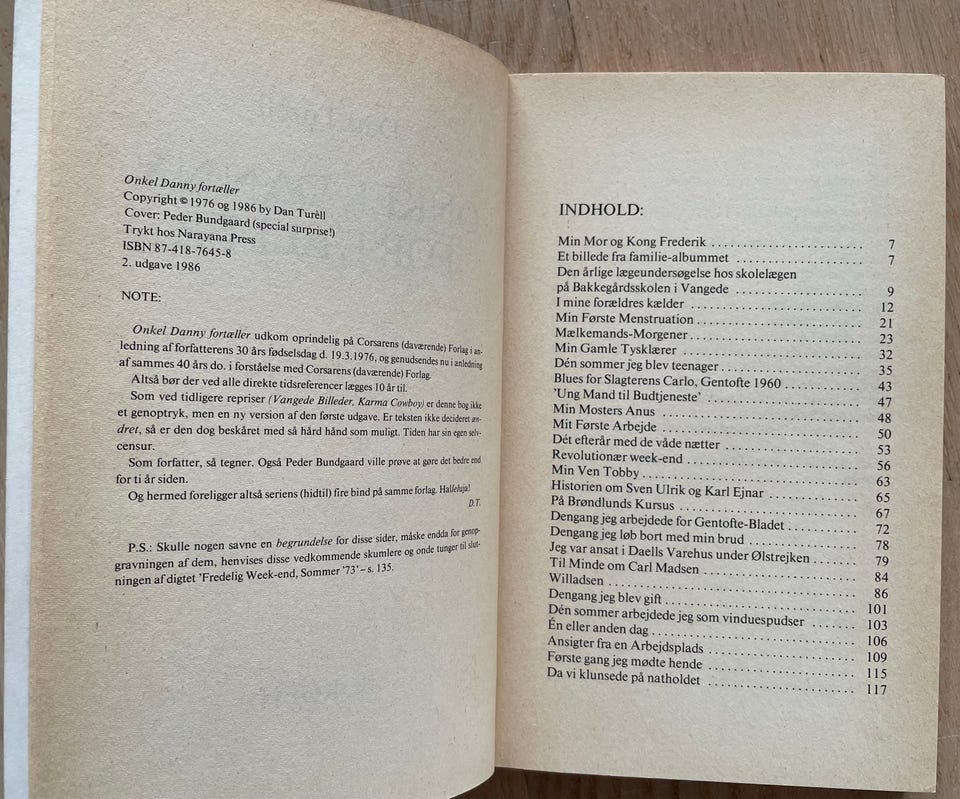 Onkel Danny fortæller
Copyright © 1976 og 1986 by Dan Turèll
Cover: Peder Bundgaard (special surprise!)
Trykt hos Narayana Press
ISBN 87-418-7645-8
2. udgave 1986
NOTE:
Onkel Danny fortæller udkom oprindelig på Corsarens (daværende) Forlag i an-
ledning af forfatterens 30 års fødselsdag d. 19.3.1976, og genudsendes nu i anledning
af sammes 40 års do. i forståelse med Corsarens (daværende) Forlag.
Altså bør der ved alle direkte tidsreferencer lægges 10 år til.
Som ved tidligere repriser (Vangede Billeder, Karma Cowboy) er denne bog ikke
et genoptryk, men en ny version af den første udgave. Er teksten ikke decideret æn-
dret, så er den dog beskåret med så hård hånd som muligt. Tiden har sin egen selv-
censur.
Som forfatter, så tegner. Også Peder Bundgaard ville prøve at gøre det bedre end
for ti år siden.
Og hermed foreligger altså seriens (hidtil) fire bind på samme forlag. Halleluja!
D.T.
P.S.: Skulle nogen savne en begrundelse for disse sider, måske endda for genop-
gravningen af dem, henvises disse vedkommende skumlere og onde tunger til slut-
ningen af digtet 'Fredelig Week-end, Sommer '73' – s. 135.
INDHOLD:
Min Mor og Kong Frederik ..................... 7
Et billede fra familie-albummet ..................... 7
Den årlige lægeundersøgelse hos skolelægen
på Bakkegårdsskolen i Vangede ..................... 9
I mine forældres kælder ..................... 12
Min Første Menstruation ..................... 21
Mælkemands-Morgener ..................... 23
Min Gamle Tysklærer ..................... 32
Dén sommer jeg blev teenager ..................... 35
Blues for Slagterens Carlo, Gentofte 1960 ............ 43
'Ung Mand til Budtjeneste' ..................... 47
Min Mosters Anus ..................... 48
Mit Første Arbejde ..................... 50
Dét efterår med de våde nætter ..................... 53
Revolutionær week-end ..................... 56
Min Ven Tobby ..................... 63
Historien om Sven Ulrik og Karl Ejnar ............ 65
På Brøndlunds Kursus ..................... 67
Dengang jeg arbejdede for Gentofte-Bladet ......... 72
Dengang jeg løb bort med min brud ............... 78
Jeg var ansat i Daells Varehus under Ølstrejken ...... 79
Til Minde om Carl Madsen ..................... 84
Willadsen ..................... 86
Dengang jeg blev gift ..................... 101
Dén sommer arbejdede jeg som vinduespudser ...... 103
Én eller anden dag ..................... 106
Ansigter fra en Arbejdsplads ..................... 109
Første gang jeg mødte hende ..................... 115
Da vi klunsede på natholdet ..................... 117